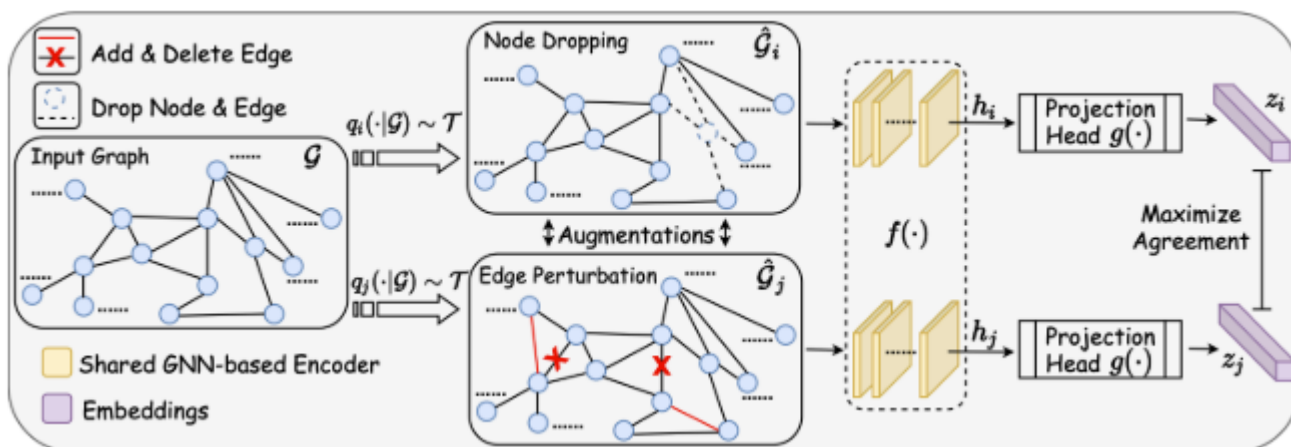 Add & Delete Edge
Drop Node & Edge
Input Graph
𝒢
q_i(·|𝒢) ~ 𝒯
q_j(·|𝒢) ~ 𝒯
Node Dropping
𝒢̂_i
Augmentations
Edge Perturbation
𝒢̂_j
f(·)
h_i
h_j
Projection
Head g(·)
Projection
Head g(·)
z_i
Maximize
Agreement
z_j
Shared GNN-based Encoder
Embeddings